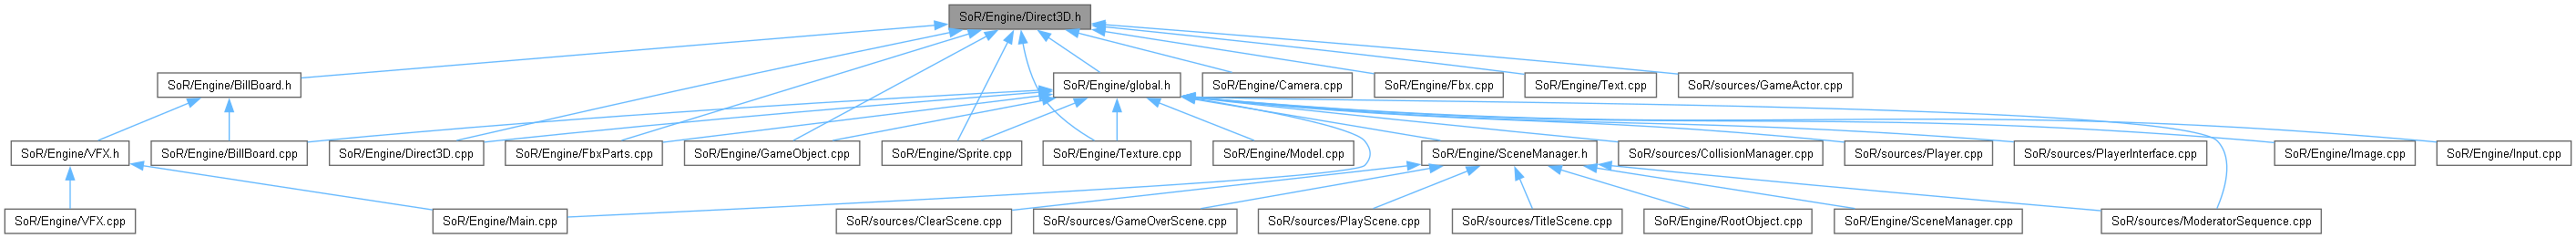 SoR/Engine/Direct3D.h
SoR/Engine/BillBoard.h
SoR/Engine/global.h
SoR/Engine/Camera.cpp
SoR/Engine/Fbx.cpp
SoR/Engine/Text.cpp
SoR/sources/GameActor.cpp
SoR/Engine/VFX.h
SoR/Engine/BillBoard.cpp
SoR/Engine/Direct3D.cpp
SoR/Engine/FbxParts.cpp
SoR/Engine/GameObject.cpp
SoR/Engine/Sprite.cpp
SoR/Engine/Texture.cpp
SoR/Engine/Model.cpp
SoR/Engine/SceneManager.h
SoR/sources/CollisionManager.cpp
SoR/sources/Player.cpp
SoR/sources/PlayerInterface.cpp
SoR/Engine/Image.cpp
SoR/Engine/Input.cpp
SoR/Engine/VFX.cpp
SoR/Engine/Main.cpp
SoR/sources/ClearScene.cpp
SoR/sources/GameOverScene.cpp
SoR/sources/PlayScene.cpp
SoR/sources/TitleScene.cpp
SoR/Engine/RootObject.cpp
SoR/Engine/SceneManager.cpp
SoR/sources/ModeratorSequence.cpp